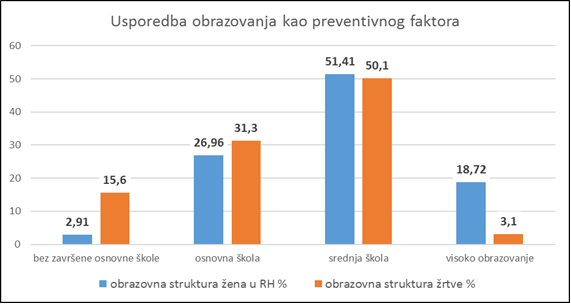 Usporedba obrazovanja kao preventivnog faktora
60
50
40
30
20
10
0
2,91
15,6
26,96
31,3
51,41
50,1
18,72
3,1
bez završene osnovne škole
osnovna škola
srednja škola
visoko obrazovanje
obrazovna struktura žena u RH %
obrazovna struktura žrtve %